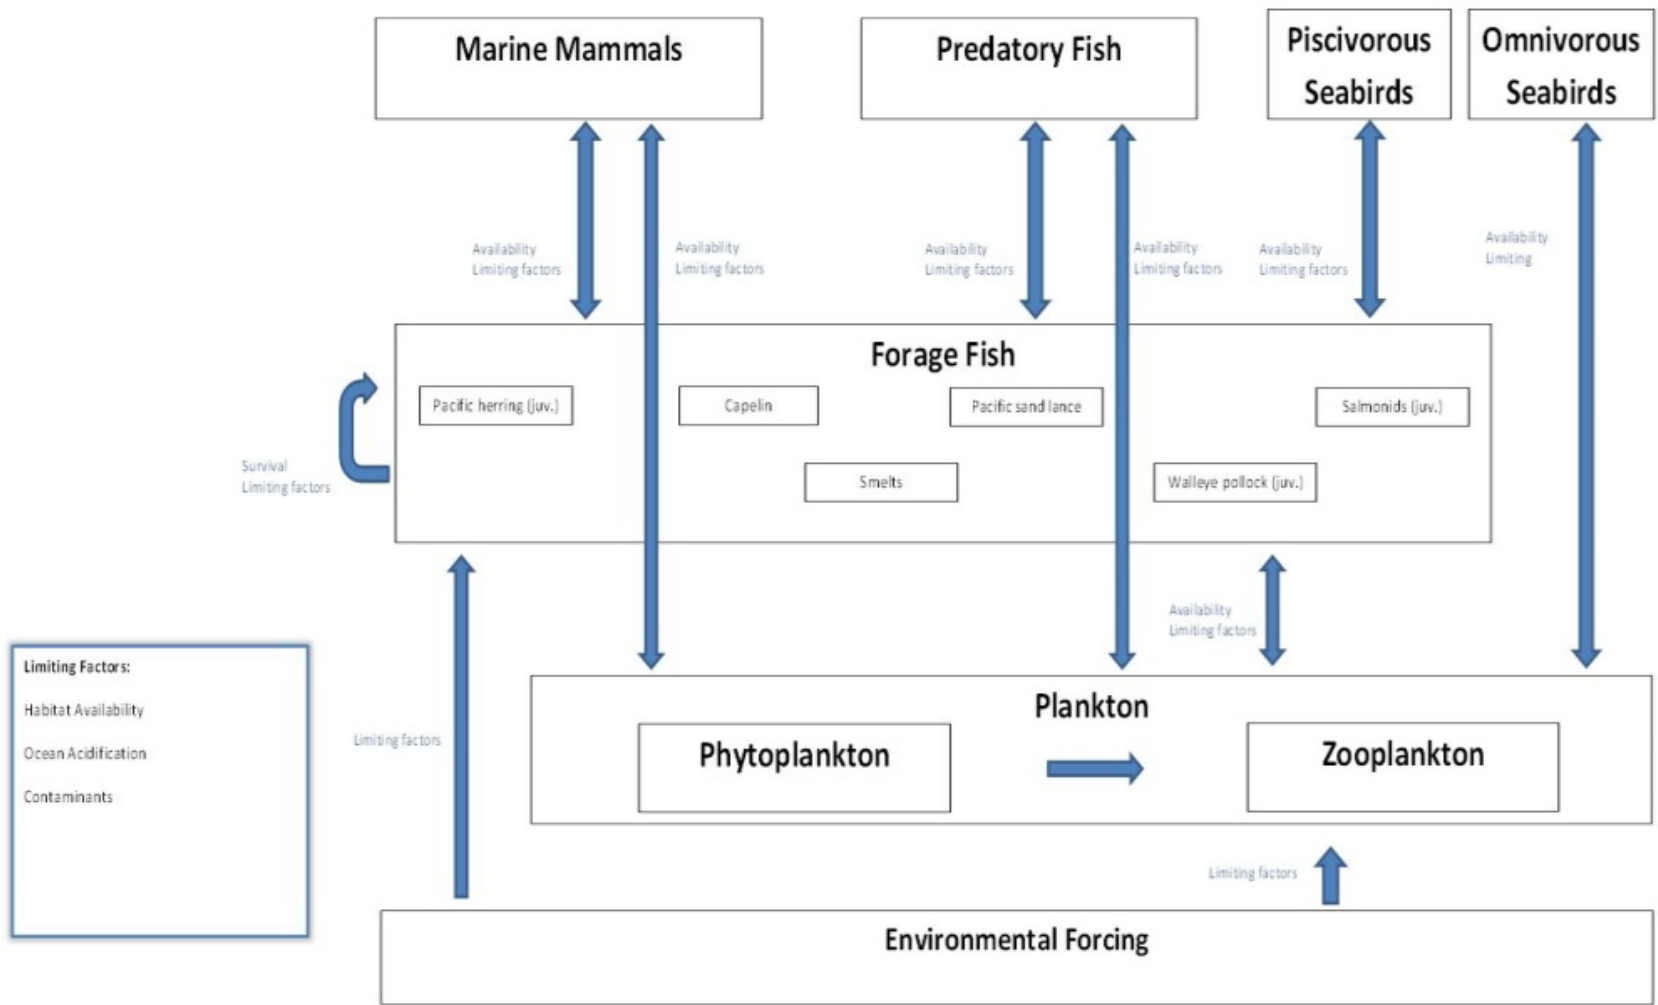 Marine Mammals
Predatory Fish
Piscivorous
Seabirds
Omnivorous
Seabirds
Availability
Limiting factors
Availability
Limiting factors
Availability
Limiting factors
Availability
Limiting factors
Availability
Limiting factors
Availability
Limiting
Forage Fish
Pacific herring (juv.)
Capelin
Pacific sand lance
Salmonids (juv.)
Smelts
Walleye pollock (juv.)
Survival
Limiting factors
Availability
Limiting factors
Limiting Factors:
Habitat Availability
Ocean Acidification
Contaminants
Limiting factors
Plankton
Phytoplankton
Zooplankton
Limiting factors
Environmental Forcing